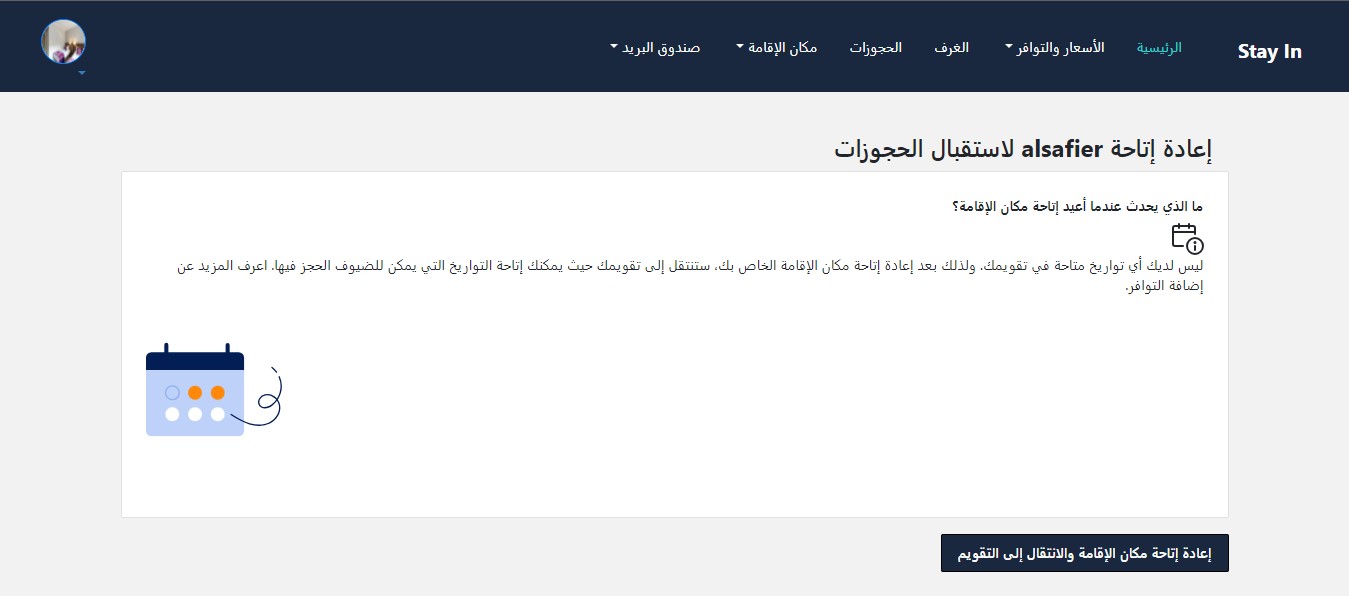 Stay In
الرئيسية
الأسعار والتوافر
الغرف
الحجوزات
مكان الإقامة
صندوق البريد
إعادة إتاحة alsafier لاستقبال الحجوزات
ما الذي يحدث عندما أعيد إتاحة مكان الإقامة؟
ليس لديك أي تواريخ متاحة في تقويمك. ولذلك بعد إعادة إتاحة مكان الإقامة الخاص بك، ستنتقل إلى تقويمك حيث يمكنك إتاحة التواريخ التي يمكن للضيوف الحجز فيها. اعرف المزيد عن
إضافة التوافر.
إعادة إتاحة مكان الإقامة والانتقال إلى التقويم